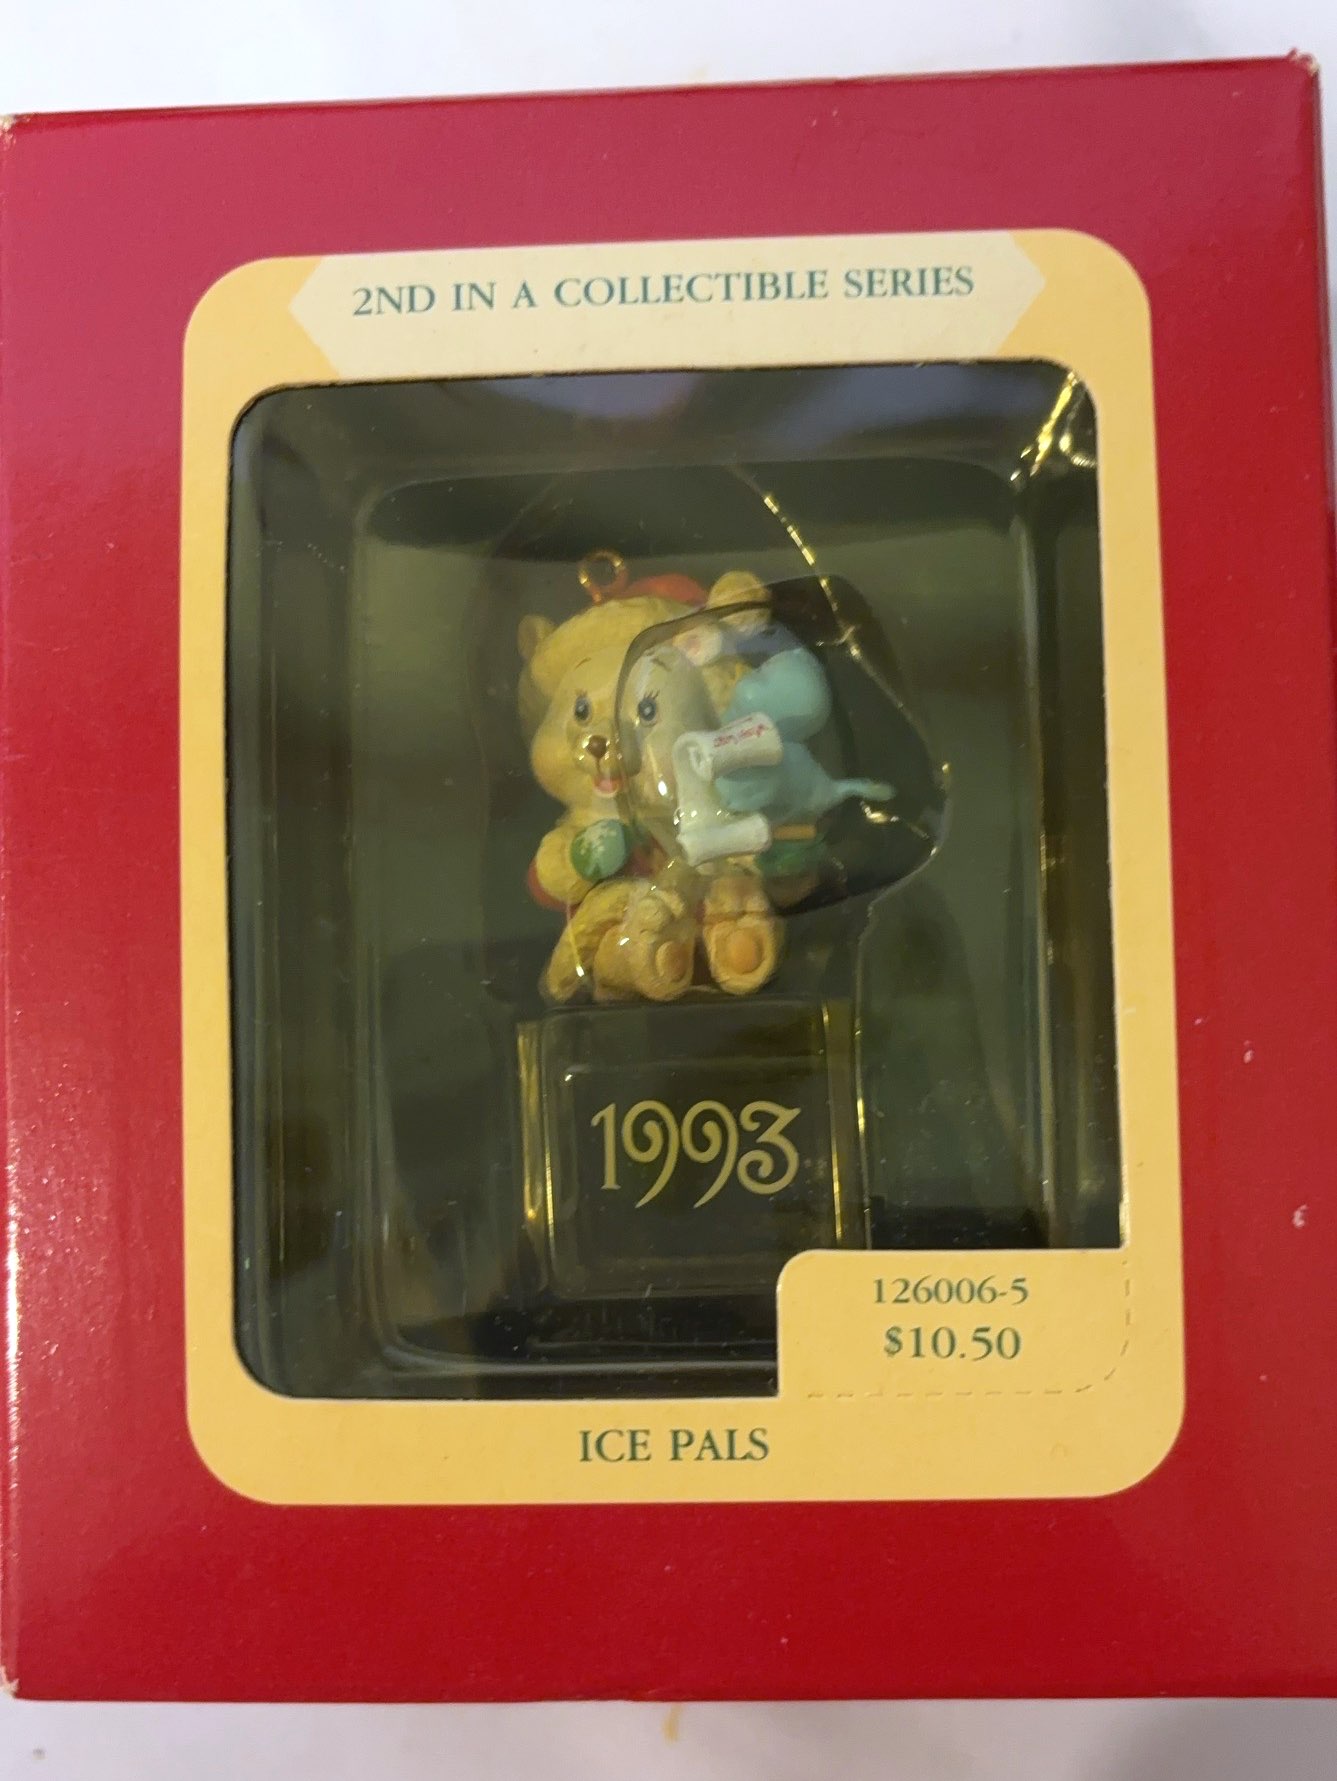 2ND IN A COLLECTIBLE SERIES
1993
126006-5
$10.50
ICE PALS